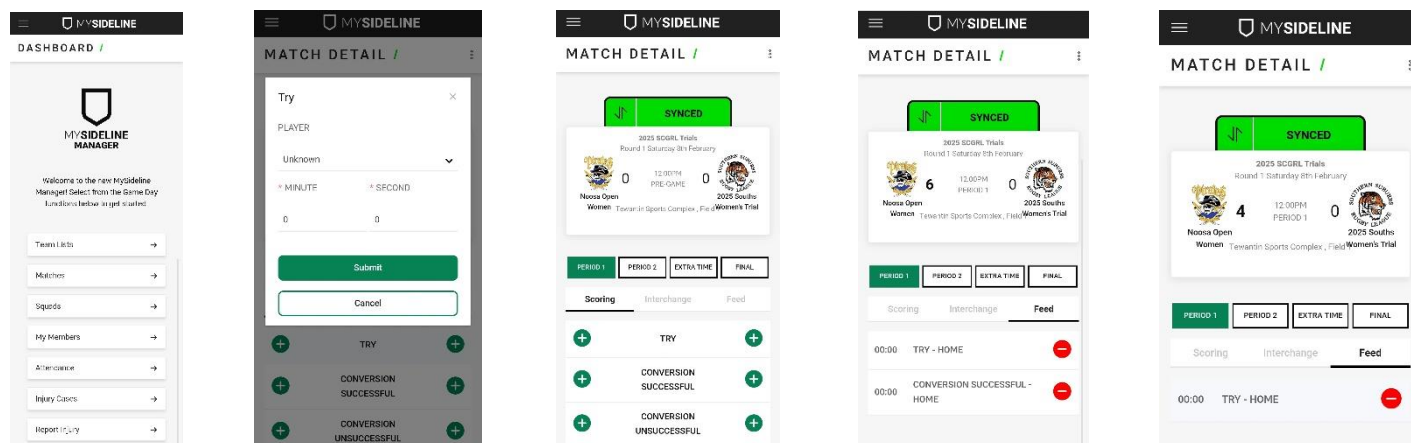 MYSIDELINE
DASHBOARD /
MYSIDELINE
MANAGER
Welcome to the new MySideline
Manager! Select from the Game Day
functions below to get started
Team Lists
Matches
Squads
My Members
Attendance
Injury Cases
Report Injury
MYSIDELINE
MATCH DETAIL /
Try
PLAYER
Unknown
* MINUTE * SECOND
0 0
Submit
Cancel
TRY
CONVERSION
SUCCESSFUL
CONVERSION
UNSUCCESSFUL
MYSIDELINE
MATCH DETAIL /
SYNCED
2025 SCGRL Trials
Round 1 Saturday 8th February
0 12:00PM 0
PRE-GAME
Noosa Open
Women
2025 Souths
Women's Trial
Tewantin Sports Complex , Field
PERIOD 1 PERIOD 2 EXTRA TIME FINAL
Scoring Interchange Feed
TRY
CONVERSION
SUCCESSFUL
CONVERSION
UNSUCCESSFUL
MYSIDELINE
MATCH DETAIL /
SYNCED
2025 SCGRL Trials
Round 1 Saturday 8th February
6 12:00PM 0
PERIOD 1
Noosa Open
Women
2025 Souths
Women's Trial
Tewantin Sports Complex , Field
PERIOD 1 PERIOD 2 EXTRA TIME FINAL
Scoring Interchange Feed
00:00 TRY - HOME
00:00 CONVERSION SUCCESSFUL -
HOME
MYSIDELINE
MATCH DETAIL /
SYNCED
2025 SCGRL Trials
Round 1 Saturday 8th February
4 12:00PM 0
PERIOD 1
Noosa Open
Women
2025 Souths
Women's Trial
Tewantin Sports Complex , Field
PERIOD 1 PERIOD 2 EXTRA TIME FINAL
Scoring Interchange Feed
00:00 TRY - HOME